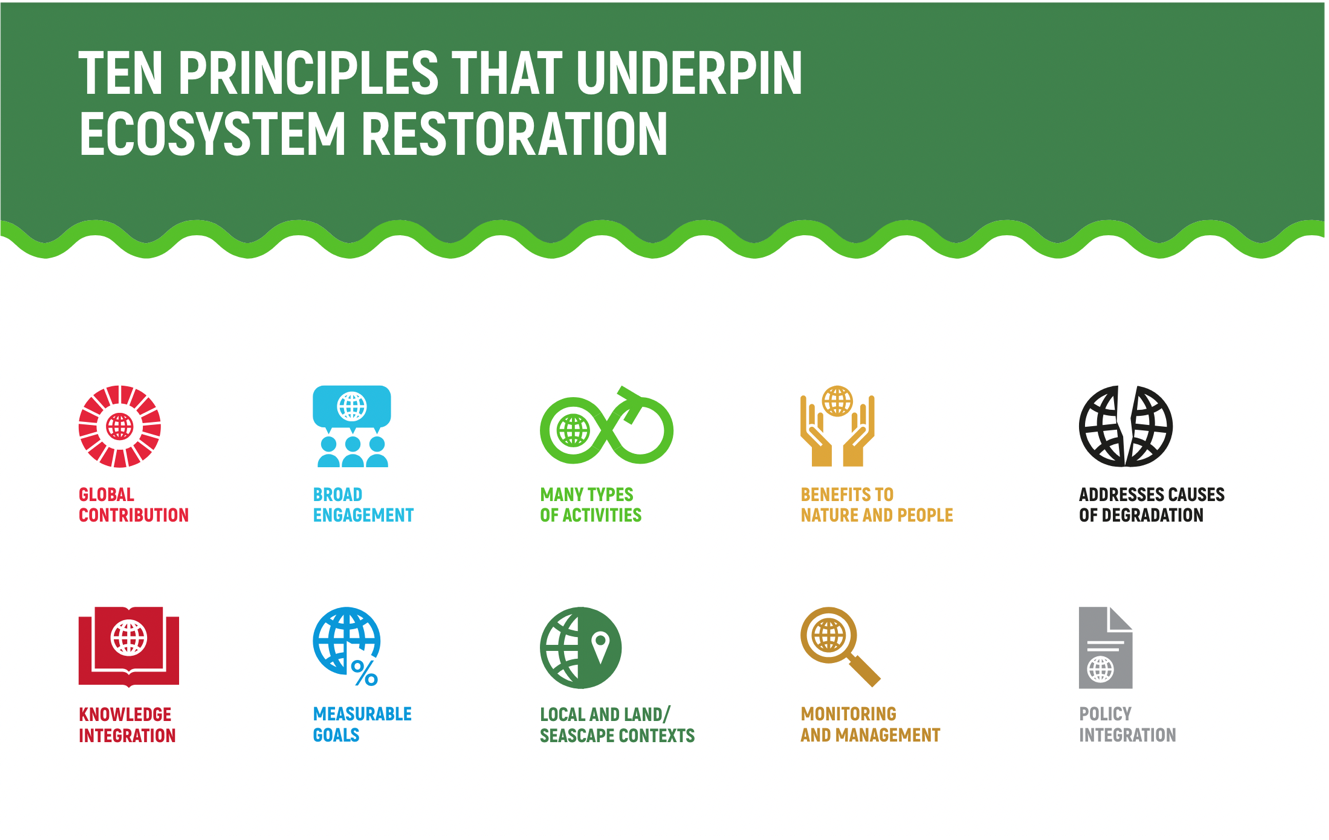 TEN PRINCIPLES THAT UNDERPIN
ECOSYSTEM RESTORATION
GLOBAL
CONTRIBUTION
BROAD
ENGAGEMENT
MANY TYPES
OF ACTIVITIES
BENEFITS TO
NATURE AND PEOPLE
ADDRESSES CAUSES
OF DEGRADATION
KNOWLEDGE
INTEGRATION
%
MEASURABLE
GOALS
LOCAL AND LAND/
SEASCAPE CONTEXTS
MONITORING
AND MANAGEMENT
POLICY
INTEGRATION